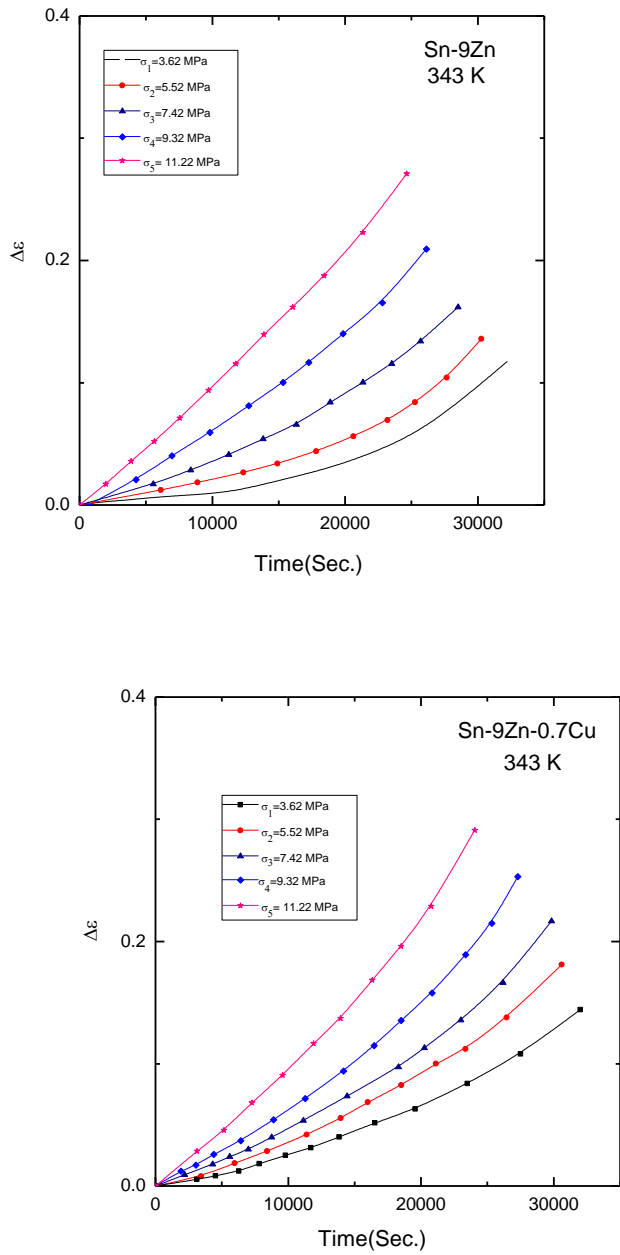 0.4
Sn-9Zn
343 K
σ1=3.62 MPa
σ2=5.52 MPa
σ3=7.42 MPa
σ4=9.32 MPa
σ5= 11.22 MPa
0.2
Δε
0.0
0 10000 20000 30000
Time(Sec.)
0.4
Sn-9Zn-0.7Cu
343 K
σ1=3.62 MPa
σ2=5.52 MPa
σ3=7.42 MPa
σ4=9.32 MPa
σ5= 11.22 MPa
0.2
Δε
0.0
0 10000 20000 30000
Time(Sec.)